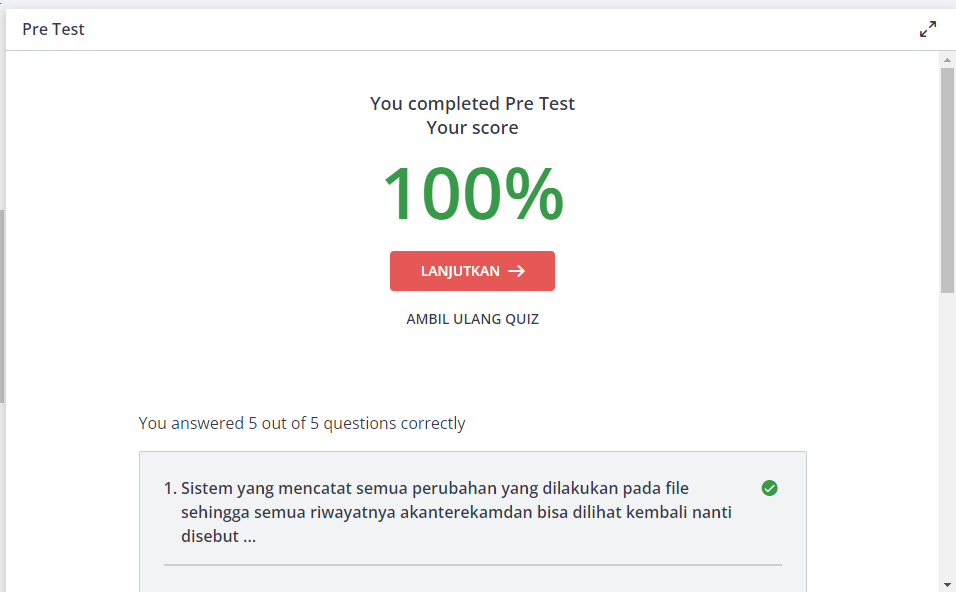 Pre Test
You completed Pre Test
Your score
100%
LANJUTKAN →
AMBIL ULANG QUIZ
You answered 5 out of 5 questions correctly
1. Sistem yang mencatat semua perubahan yang dilakukan pada file
sehingga semua riwayatnya akanterekamdan bisa dilihat kembali nanti
disebut ...